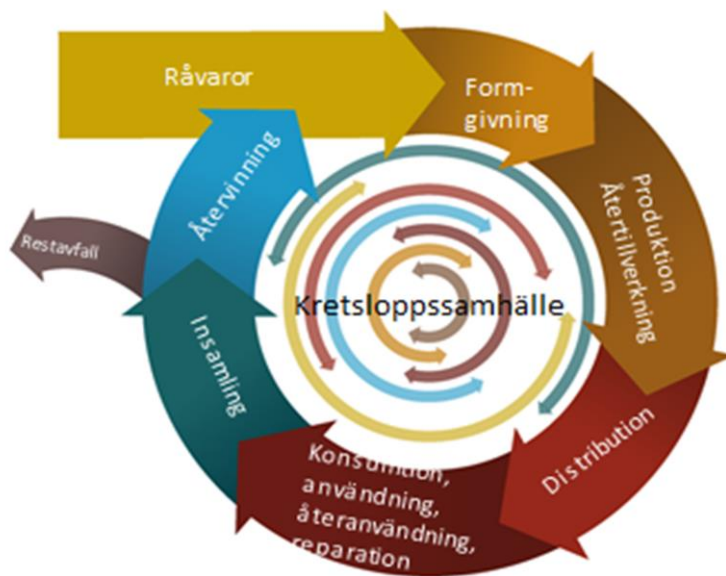 Råvaror
Form-
givning
Produktion
Återtillverkning
Distribution
Konsumtion,
användning,
återanvändning,
reparation
Insamling
Återvinning
Restavfall
Kretsloppssamhälle